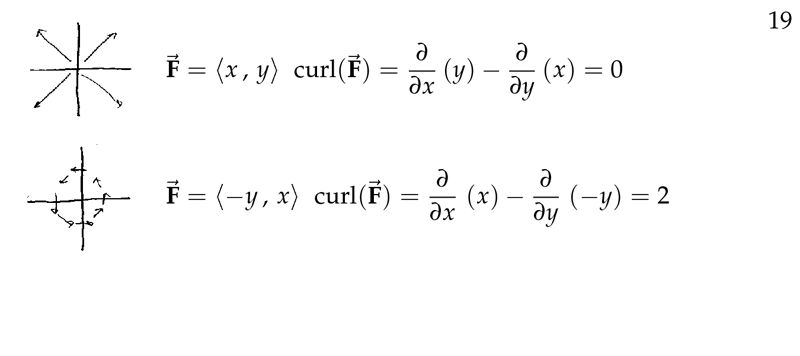 19
F⃗ = ⟨x , y⟩ curl(F⃗) = ∂/∂x (y) − ∂/∂y (x) = 0
F⃗ = ⟨−y , x⟩ curl(F⃗) = ∂/∂x (x) − ∂/∂y (−y) = 2